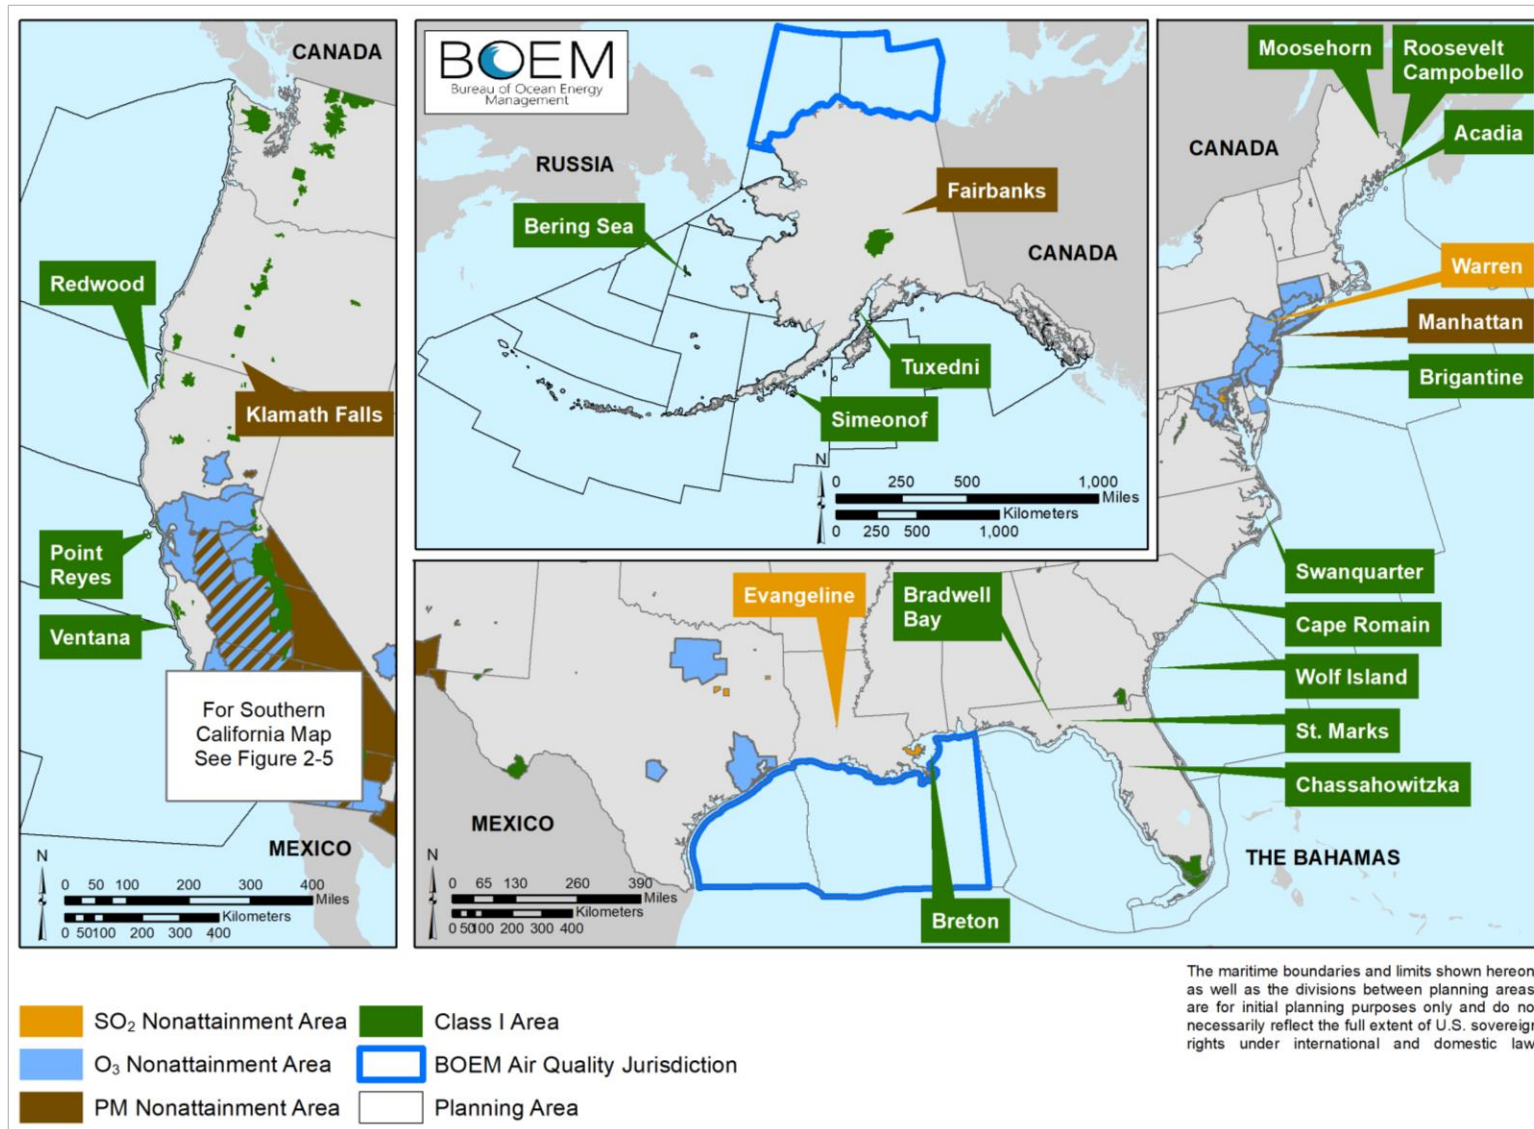 CANADA
Redwood
Klamath Falls
Point
Reyes
Ventana
For Southern
California Map
See Figure 2-5
MEXICO
N
0 50 100 200 300 400
Miles
Kilometers
0 50100 200 300 400
BOEM
Bureau of Ocean Energy
Management
RUSSIA
Fairbanks
Bering Sea
CANADA
Tuxedni
Simeonof
N
0 250 500 1,000
Miles
Kilometers
0 250 500 1,000
Moosehorn
Roosevelt
Campobello
Acadia
CANADA
Warren
Manhattan
Brigantine
Swanquarter
Cape Romain
Wolf Island
St. Marks
Chassahowitzka
THE BAHAMAS
Evangeline
Bradwell
Bay
MEXICO
Breton
N
0 65 130 260 390
Miles
Kilometers
0 50100 200 300 400
SO₂ Nonattainment Area
O₃ Nonattainment Area
PM Nonattainment Area
Class I Area
BOEM Air Quality Jurisdiction
Planning Area
The maritime boundaries and limits shown hereon
as well as the divisions between planning areas
are for initial planning purposes only and do no
necessarily reflect the full extent of U.S. sovereign
rights under international and domestic law